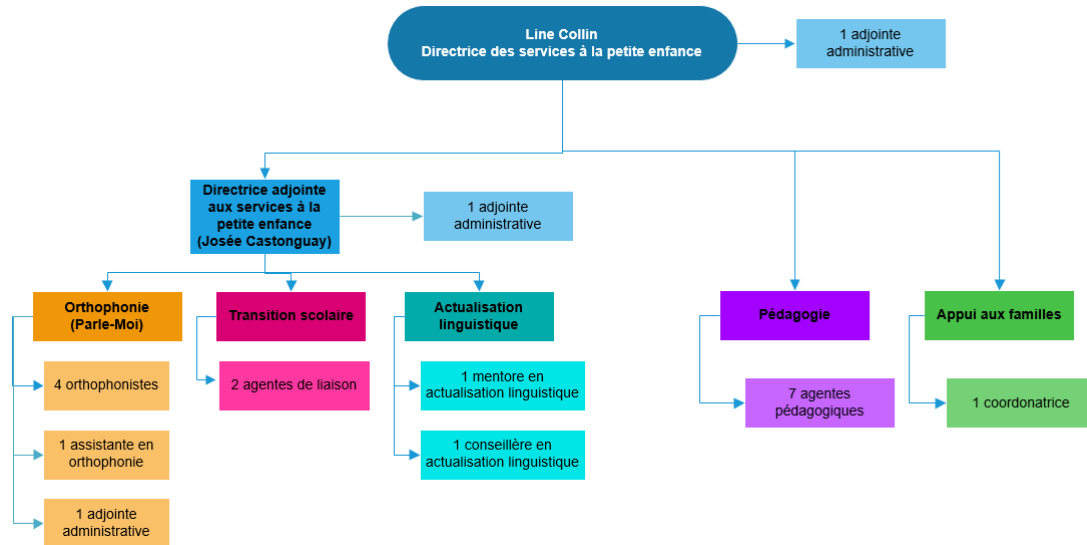 Line Collin
Directrice des services à la petite enfance
1 adjointe
administrative
Directrice adjointe
aux services à la
petite enfance
(Josée Castonguay)
1 adjointe
administrative
Orthophonie
(Parle-Moi)
Transition scolaire
Actualisation
linguistique
Pédagogie
Appui aux familles
4 orthophonistes
2 agentes de liaison
1 mentore en
actualisation linguistique
7 agentes
pédagogiques
1 coordonatrice
1 assistante en
orthophonie
1 conseillère en
actualisation linguistique
1 adjointe
administrative